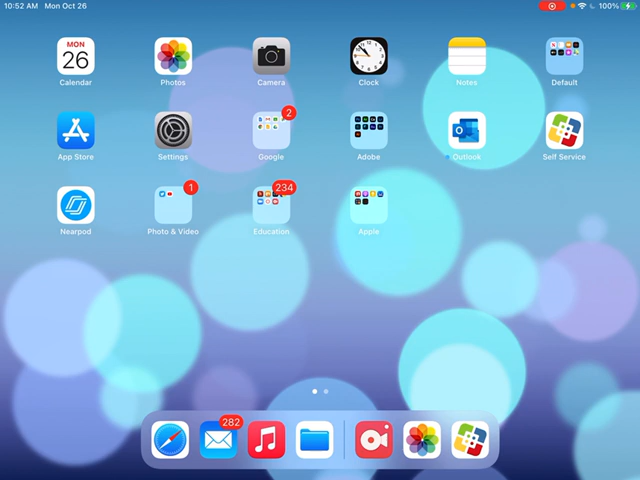 10:52 AM Mon Oct 26
100%
MON
26
Calendar
Photos
Camera
Clock
Notes
Default
App Store
Settings
2
Google
Adobe
Outlook
Self Service
Nearpod
1
Photo & Video
234
Education
Apple
282